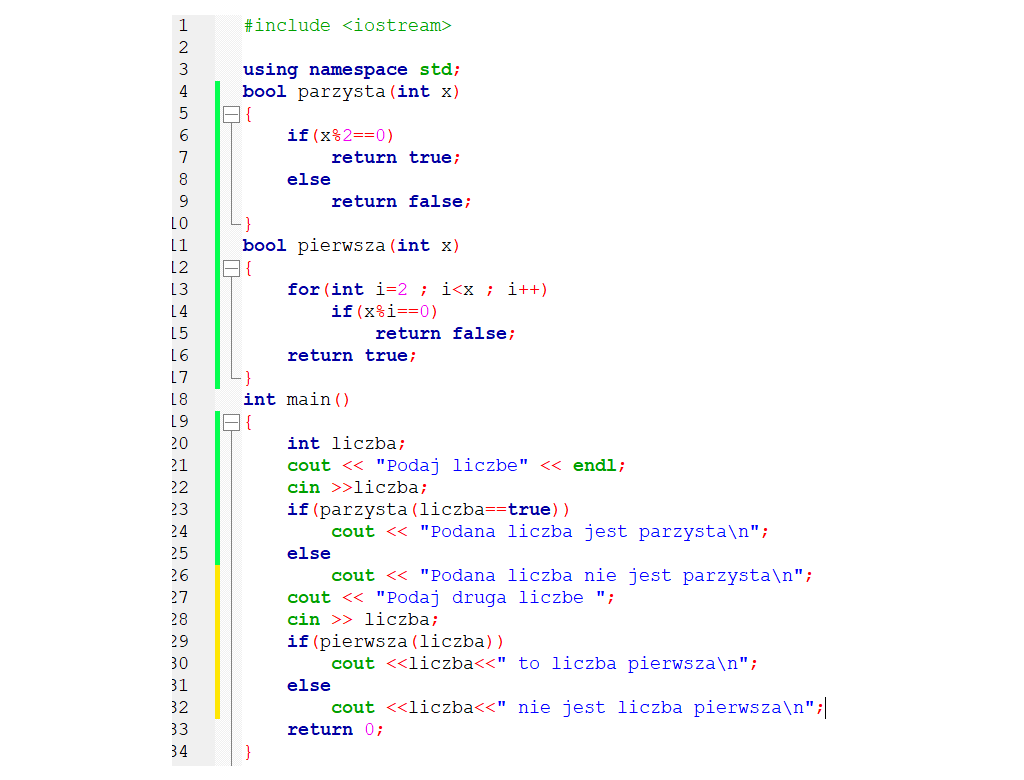 1 #include <iostream>
2
3 using namespace std;
4 bool parzysta(int x)
5 {
6 if(x%2==0)
7 return true;
8 else
9 return false;
10 }
11 bool pierwsza(int x)
12 {
13 for(int i=2 ; i<x ; i++)
14 if(x%i==0)
15 return false;
16 return true;
17 }
18 int main()
19 {
20 int liczba;
21 cout << "Podaj liczbe" << endl;
22 cin >>liczba;
23 if(parzysta(liczba==true))
24 cout << "Podana liczba jest parzysta\n";
25 else
26 cout << "Podana liczba nie jest parzysta\n";
27 cout << "Podaj druga liczbe ";
28 cin >> liczba;
29 if(pierwsza(liczba))
30 cout <<liczba<<" to liczba pierwsza\n";
31 else
32 cout <<liczba<<" nie jest liczba pierwsza\n";
33 return 0;
34 }